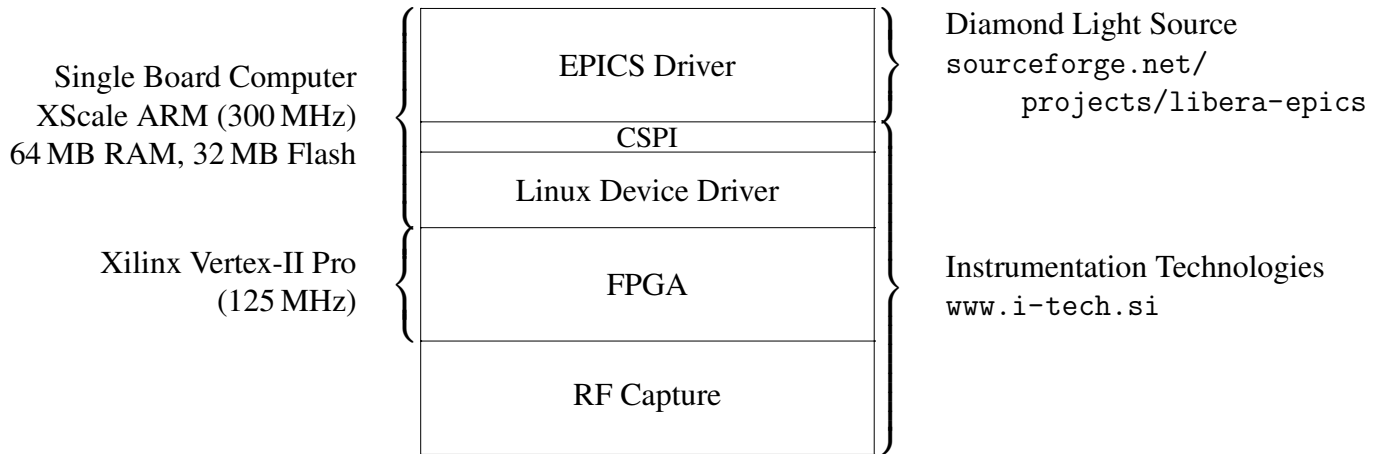 Single Board Computer
XScale ARM (300 MHz)
64 MB RAM, 32 MB Flash
Xilinx Vertex-II Pro
(125 MHz)
EPICS Driver
CSPI
Linux Device Driver
FPGA
RF Capture
Diamond Light Source
sourceforge.net/
projects/libera-epics
Instrumentation Technologies
www.i-tech.si